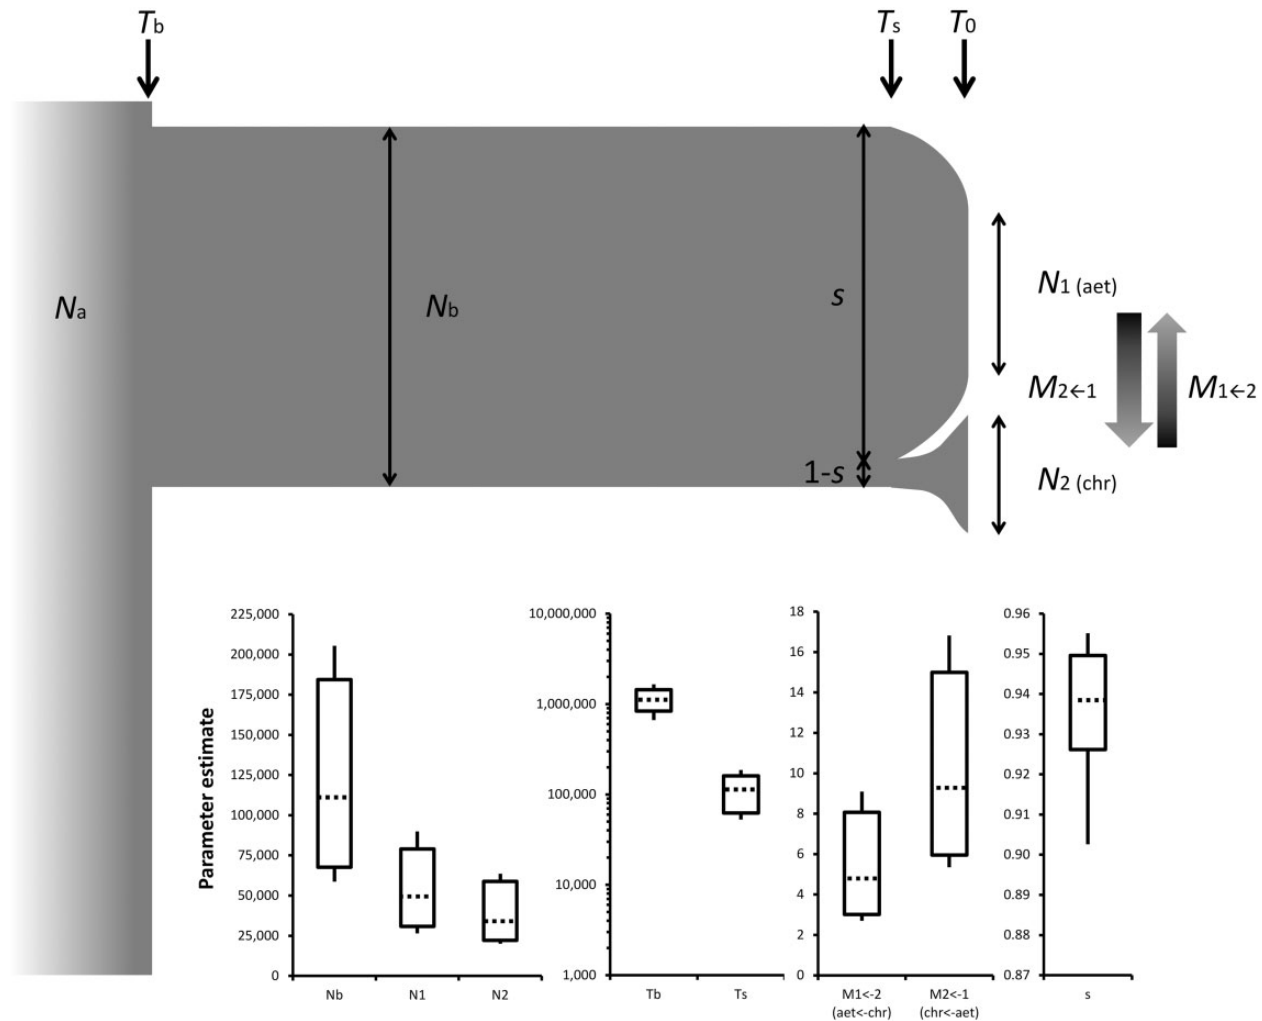 Tb Ts T0
Na
Nb
s
1-s
N1 (aet)
M2←1 M1←2
N2 (chr)
Parameter estimate
225,000
200,000
175,000
150,000
125,000
100,000
75,000
50,000
25,000
0
Nb N1 N2
10,000,000
1,000,000
100,000
10,000
1,000
Tb Ts
18
16
14
12
10
8
6
4
2
0
M1<-2 M2<-1
(aet<-chr) (chr<-aet)
0.96
0.95
0.94
0.93
0.92
0.91
0.90
0.89
0.88
0.87
s